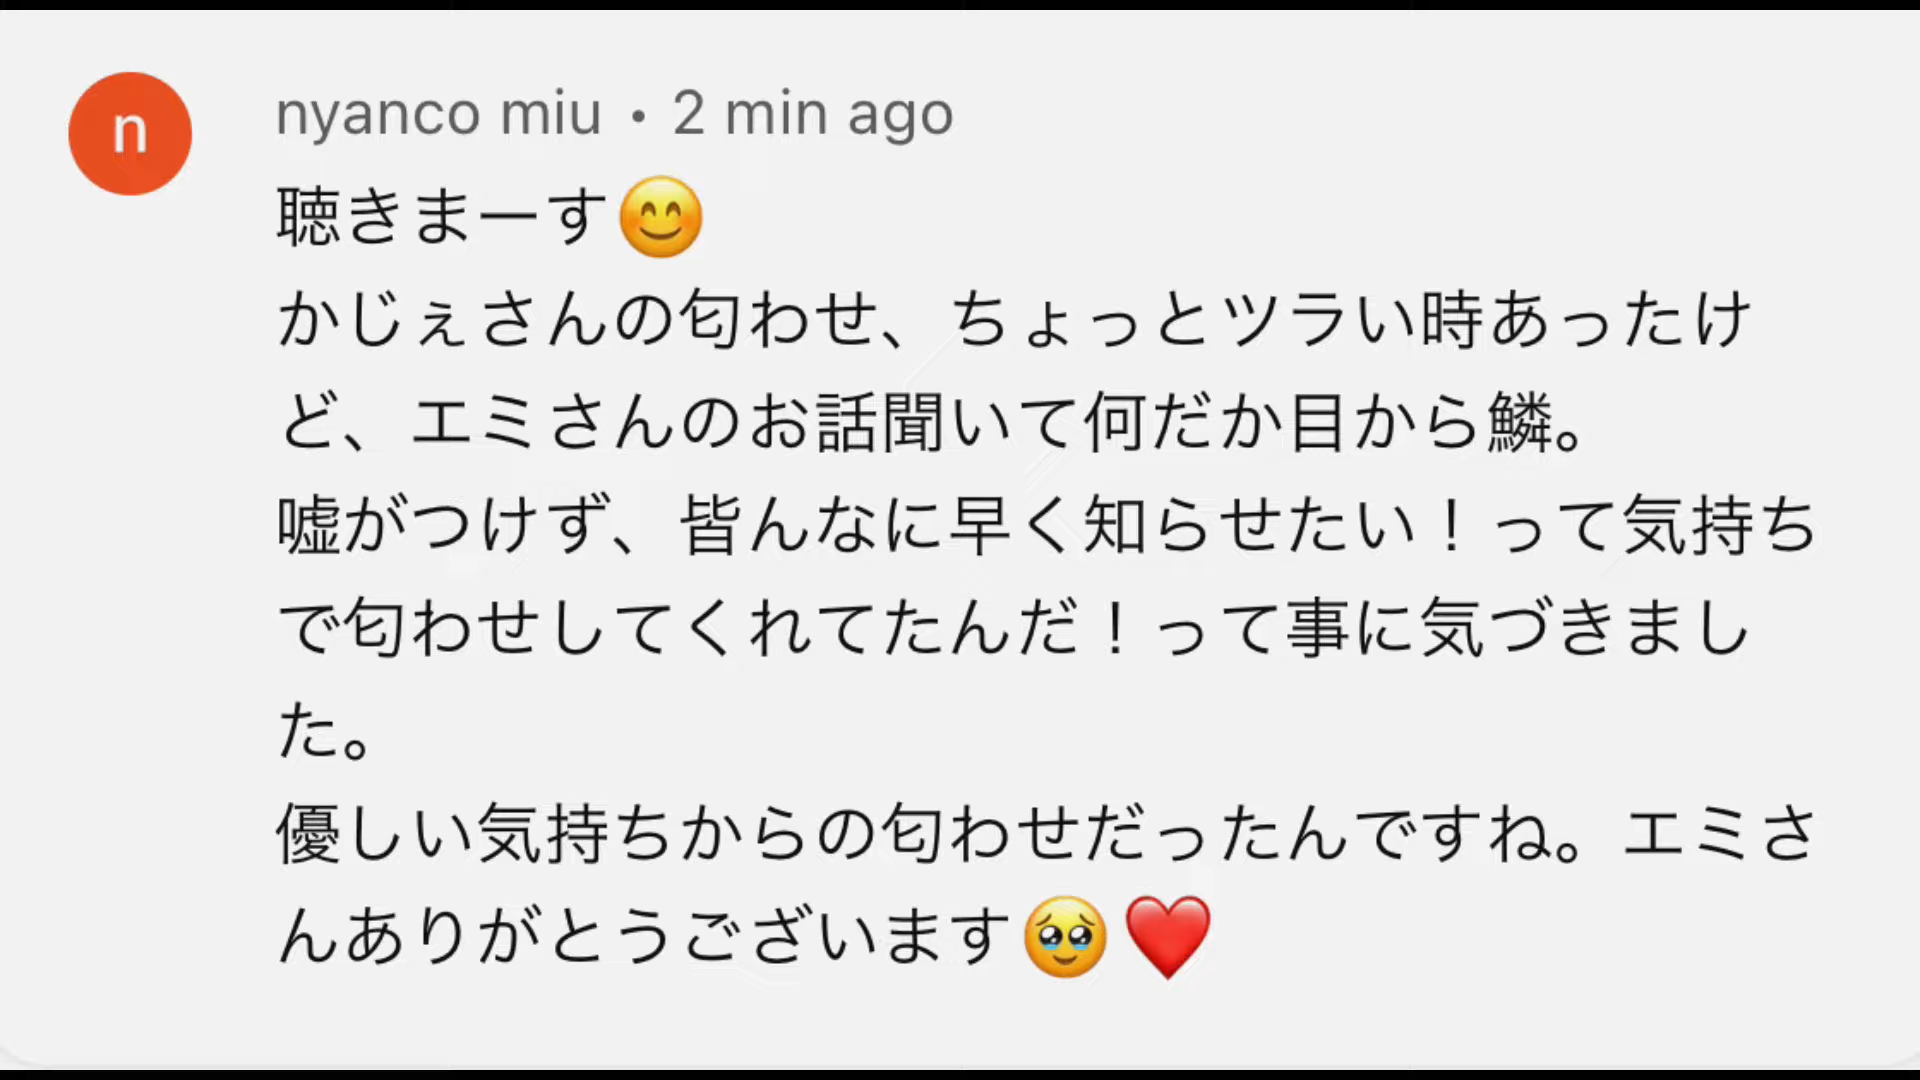 n
nyanco miu • 2 min ago
聴きまーす😊
かじぇさんの匂わせ、ちょっとツラい時あったけ
ど、エミさんのお話聞いて何だか目から鱗。
嘘がつけず、皆んなに早く知らせたい！って気持ち
で匂わせしてくれてたんだ！って事に気づきまし
た。
優しい気持ちからの匂わせだったんですね。エミさ
んありがとうございます🥹❤️